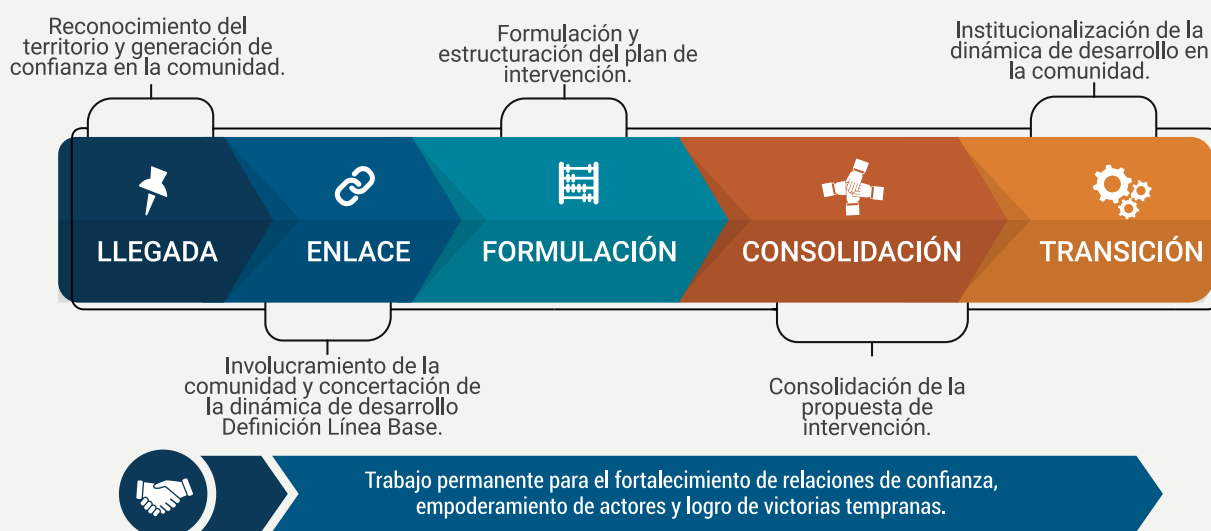 Reconocimiento del
territorio y generación de
confianza en la comunidad.
Formulación y
estructuración del plan de
intervención.
Institucionalización de la
dinámica de desarrollo en
la comunidad.
LLEGADA
ENLACE
FORMULACIÓN
CONSOLIDACIÓN
TRANSICIÓN
Involucramiento de la
comunidad y concertación de
la dinámica de desarrollo
Definición Línea Base.
Consolidación de la
propuesta de
intervención.
Trabajo permanente para el fortalecimiento de relaciones de confianza,
empoderamiento de actores y logro de victorias tempranas.